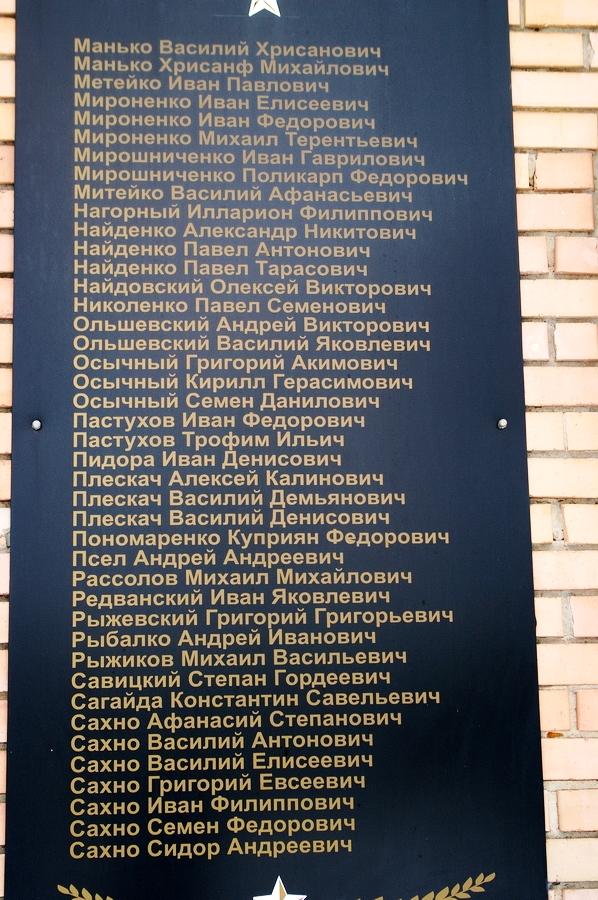 Манько Василий Хрисанович
Манько Хрисанф Михайлович
Метейко Иван Павлович
Мироненко Иван Елисеевич
Мироненко Иван Федорович
Мироненко Михаил Терентьевич
Мирошниченко Иван Гаврилович
Мирошниченко Поликарп Федорович
Митейко Василий Афанасьевич
Нагорный Илларион Филиппович
Найденко Александр Никитович
Найденко Павел Антонович
Найденко Павел Тарасович
Найдовский Олексей Викторович
Николенко Павел Семенович
Ольшевский Андрей Викторович
Ольшевский Василий Яковлевич
Осычный Григорий Акимович
Осычный Кирилл Герасимович
Осычный Семен Данилович
Пастухов Иван Федорович
Пастухов Трофим Ильич
Пидора Иван Денисович
Плескач Алексей Калинович
Плескач Василий Демьянович
Плескач Василий Денисович
Пономаренко Куприян Федорович
Псел Андрей Андреевич
Рассолов Михаил Михайлович
Редванский Иван Яковлевич
Рыжевский Григорий Григорьевич
Рыбалко Андрей Иванович
Рыжиков Михаил Васильевич
Савицкий Степан Гордеевич
Сагайда Константин Савельевич
Сахно Афанасий Степанович
Сахно Василий Антонович
Сахно Василий Елисеевич
Сахно Григорий Евсеевич
Сахно Иван Филиппович
Сахно Семен Федорович
Сахно Сидор Андреевич